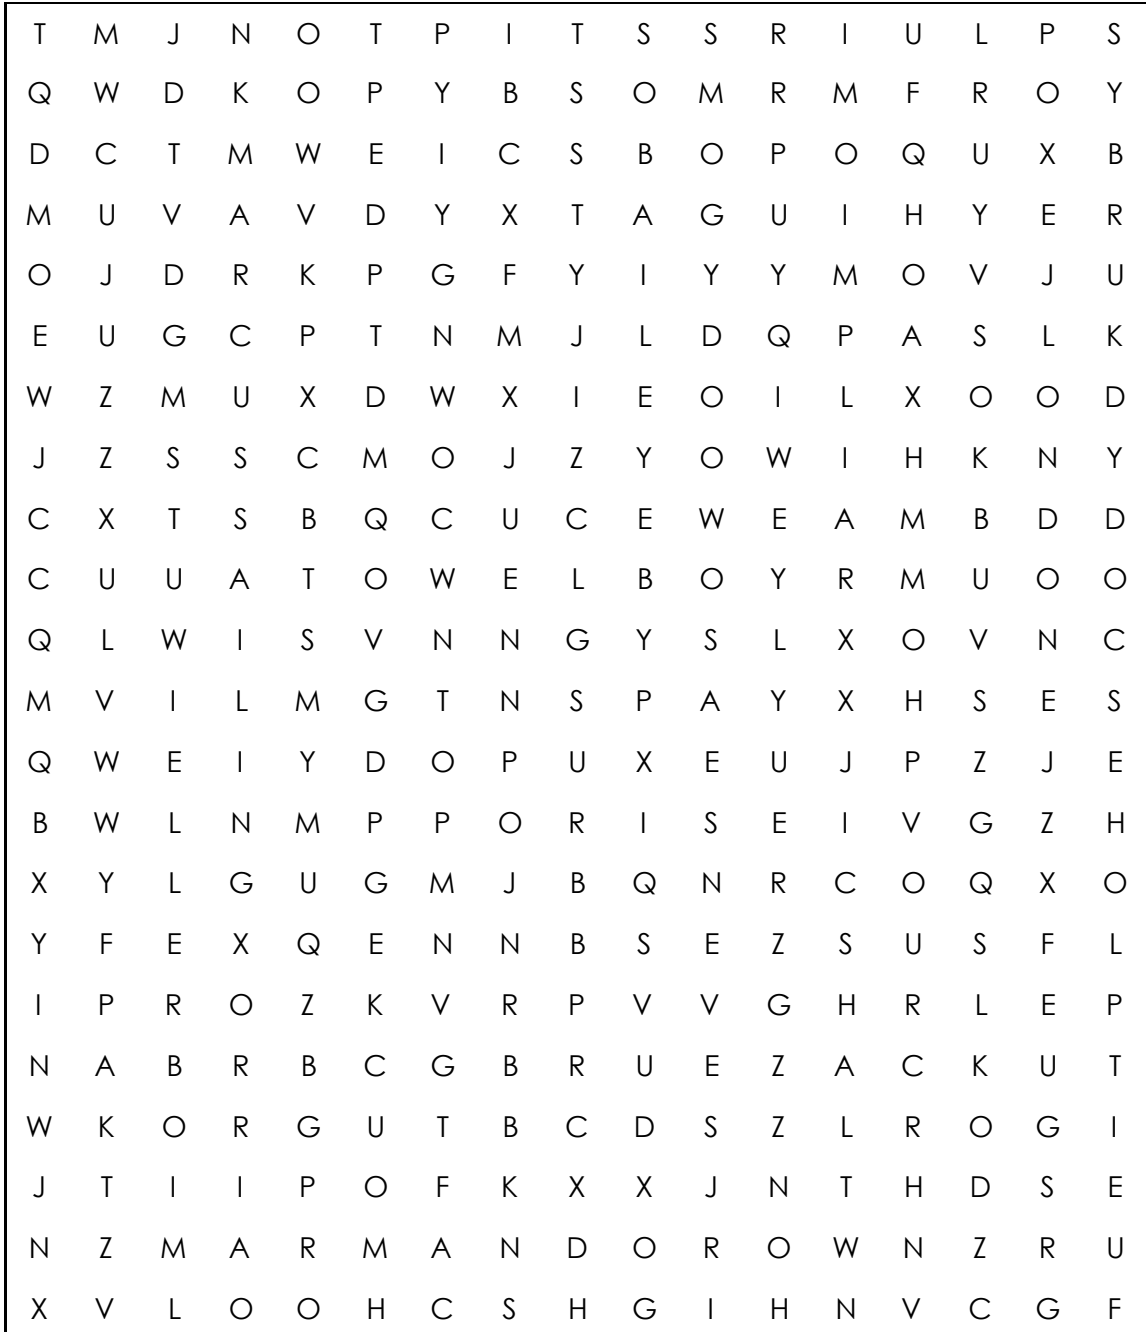 T M J N O T P I T S S R I U L P S
Q W D K O P Y B S O M R M F R O Y
D C T M W E I C S B O P O Q U X B
M U V A V D Y X T A G U I H Y E R
O J D R K P G F Y I Y Y M O V J U
E U G C P T N M J L D Q P A S L K
W Z M U X D W X I E O I L X O O D
J Z S S C M O J Z Y O W I H K N Y
C X T S B Q C U C E W E A M B D D
C U U A T O W E L B O Y R M U O O
Q L W I S V N N G Y S L X O V N C
M V I L M G T N S P A Y X H S E S
Q W E I Y D O P U X E U J P Z J E
B W L N M P P O R I S E I V G Z H
X Y L G U G M J B Q N R C O Q X O
Y F E X Q E N N B S E Z S U S F L
I P R O Z K V R P V V G H R L E P
N A B R B C G B R U E Z A C K U T
W K O R G U T B C D S Z L R O G I
J T I I P O F K X X J N T H D S E
N Z M A R M A N D O R O W N Z R U
X V L O O H C S H G I H N V C G F